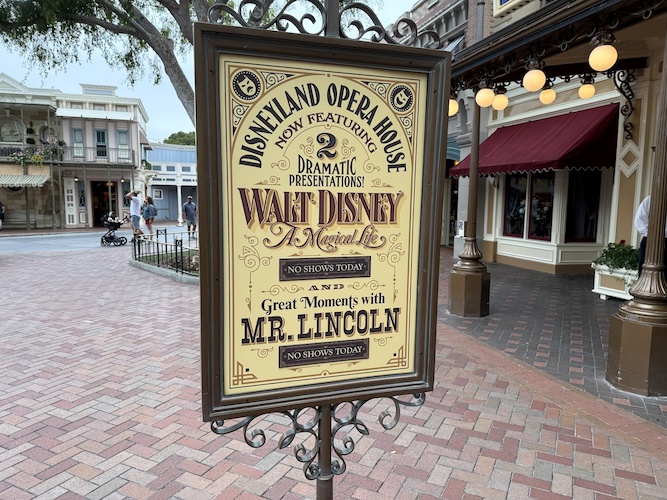 DISNEYLAND OPERA HOUSE
NOW FEATURING
2
DRAMATIC
PRESENTATIONS!
WALT DISNEY
A Magical Life
NO SHOWS TODAY
AND
Great Moments with
MR. LINCOLN
NO SHOWS TODAY